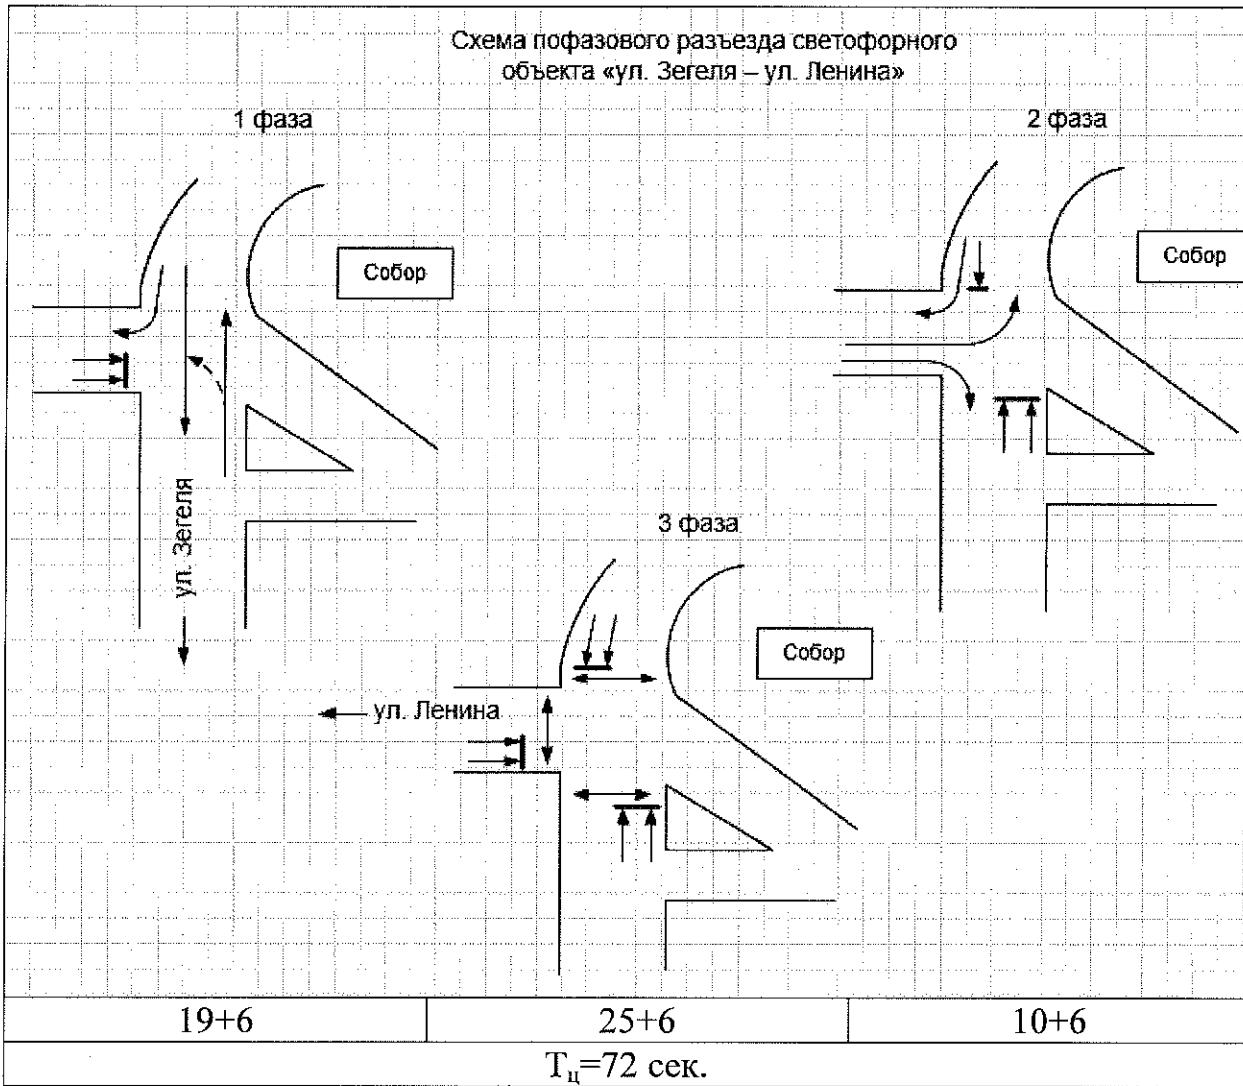 Схема пофазового разъезда светофорного
объекта «ул. Зегеля – ул. Ленина»
1 фаза
2 фаза
Собор
Собор
ул. Зегеля
3 фаза
Собор
ул. Ленина
19+6
25+6
10+6
Тц=72 сек.